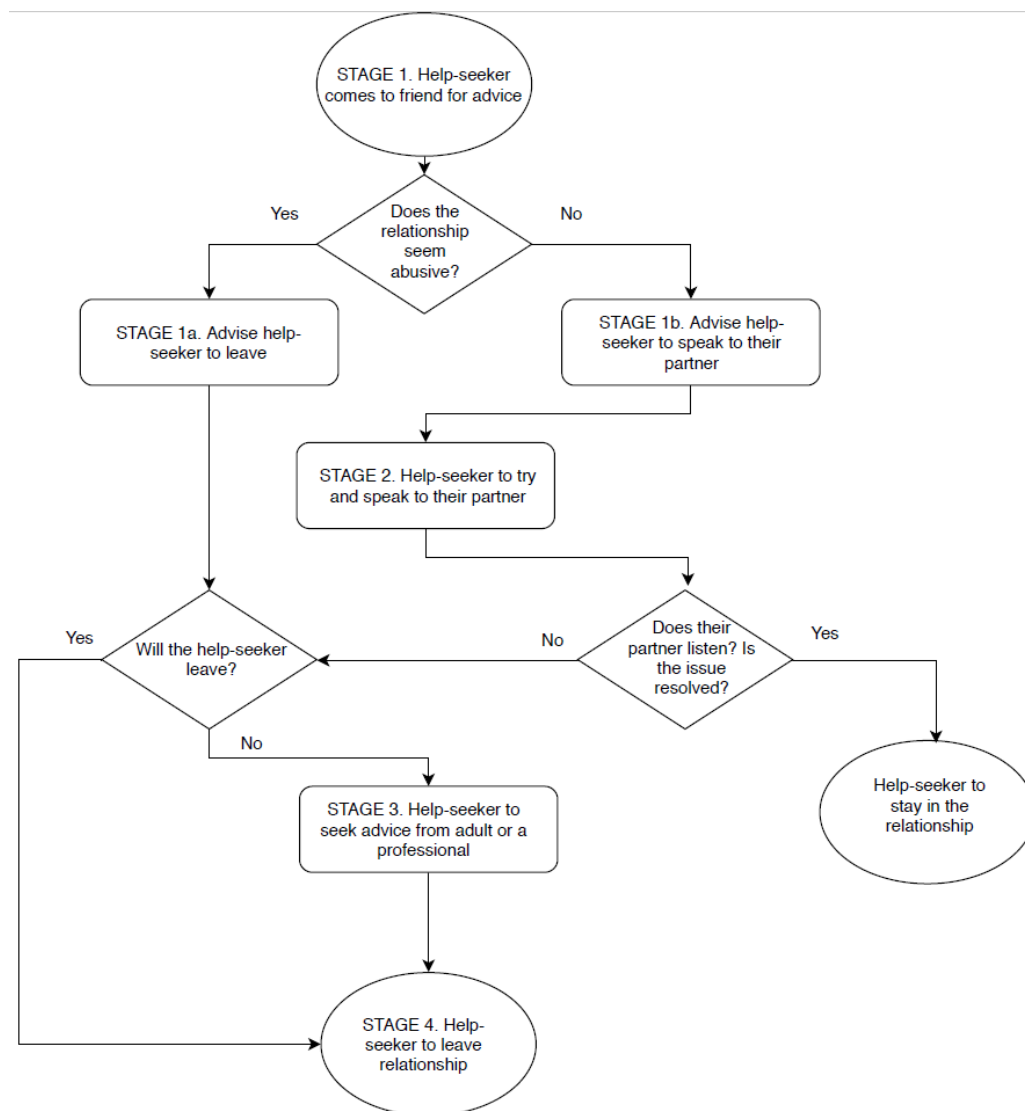 STAGE 1. Help-seeker
comes to friend for advice
Yes
Does the
relationship
seem
abusive?
No
STAGE 1a. Advise help-
seeker to leave
STAGE 1b. Advise help-
seeker to speak to their
partner
STAGE 2. Help-seeker to try
and speak to their partner
Yes
Will the help-seeker
leave?
No
Does their
partner listen? Is
the issue
resolved?
Yes
No
STAGE 3. Help-seeker to
seek advice from adult or a
professional
Help-seeker to
stay in the
relationship
STAGE 4. Help-
seeker to leave
relationship